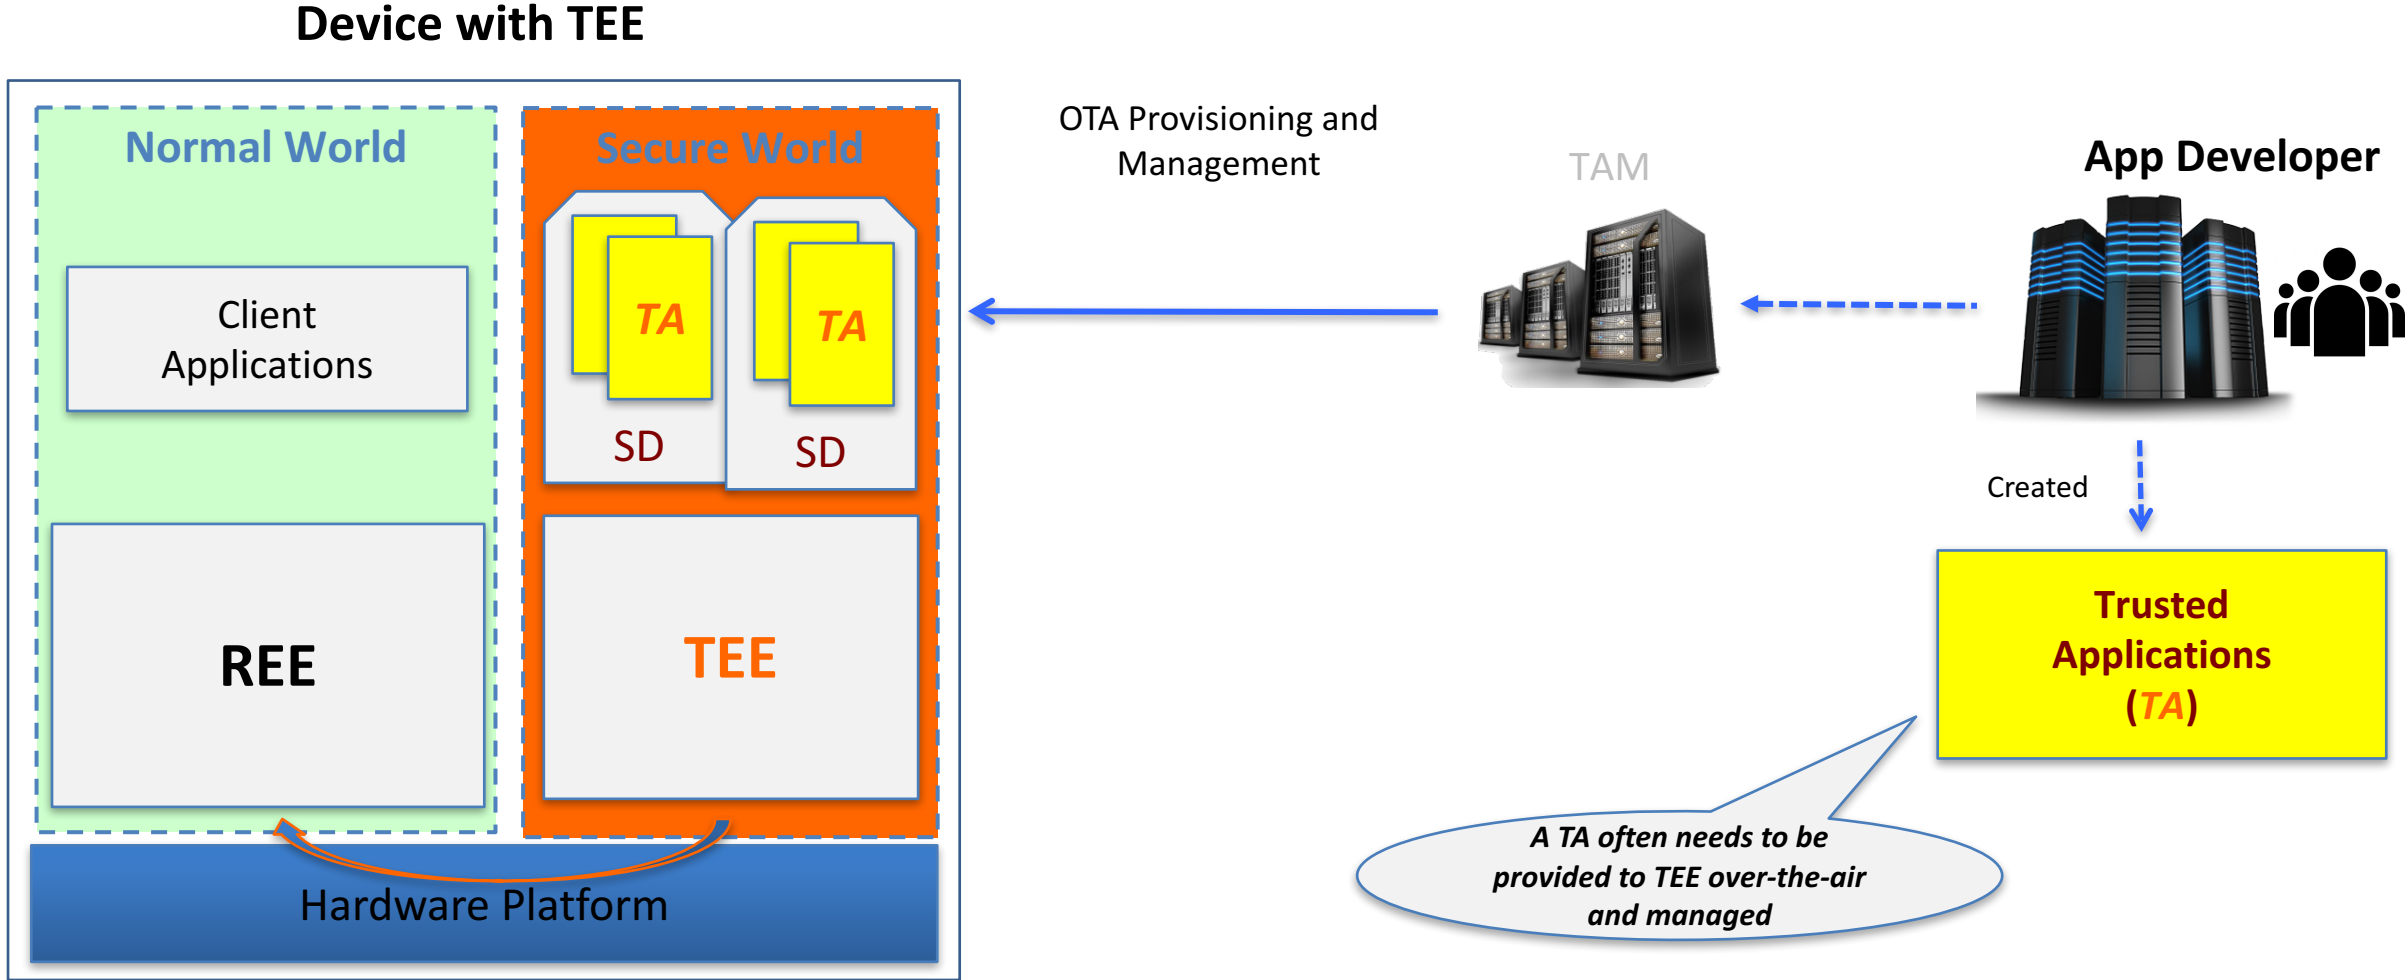 Device with TEE
Normal World
Secure World
Client
Applications
TA
TA
SD
SD
REE
TEE
Hardware Platform
OTA Provisioning and
Management
TAM
App Developer
Created
Trusted
Applications
(TA)
A TA often needs to be
provided to TEE over-the-air
and managed